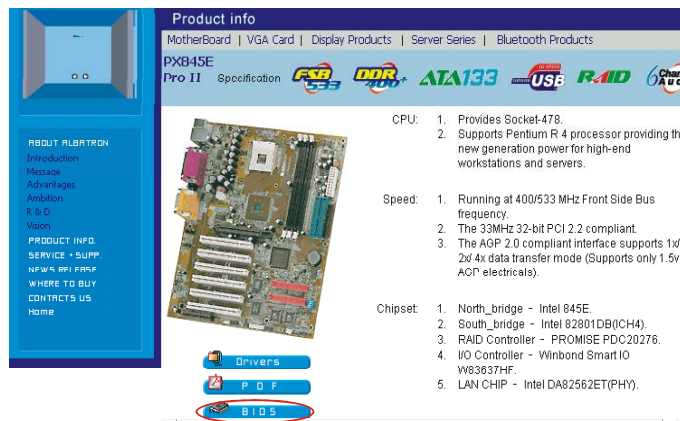 Product info
MotherBoard | VGA Card | Display Products | Server Series | Bluetooth Products
PX845E
Pro II Specification FSB 533 DDR 400+ ATA133 USB RAID 6 Chan Aud
ABOUT ALBATRON
Introduction
Message
Advantages
Ambition
R & D
Vision
PRODUCT INFO.
SERVICE + SUPP.
NEWS RELEASE
WHERE TO BUY
CONTACTS US
Home
CPU: 1. Provides Socket-478.
2. Supports Pentium R 4 processor providing th
new generation power for high-end
workstations and servers.
Speed: 1. Running at 400/533 MHz Front Side Bus
frequency.
2. The 33MHz 32-bit PCI 2.2 compliant.
3. The AGP 2.0 compliant interface supports 1x/
2x/ 4x data transfer mode (Supports only 1.5v
AGP electricals).
Chipset: 1. North_bridge - Intel 845E.
2. South_bridge - Intel 82801DB(ICH4).
3. RAID Controller - PROMISE PDC20276.
4. I/O Controller - Winbond Smart IO
W83637HF.
5. LAN CHIP - Intel DA82562ET(PHY).
Drivers
PDF
BIOS